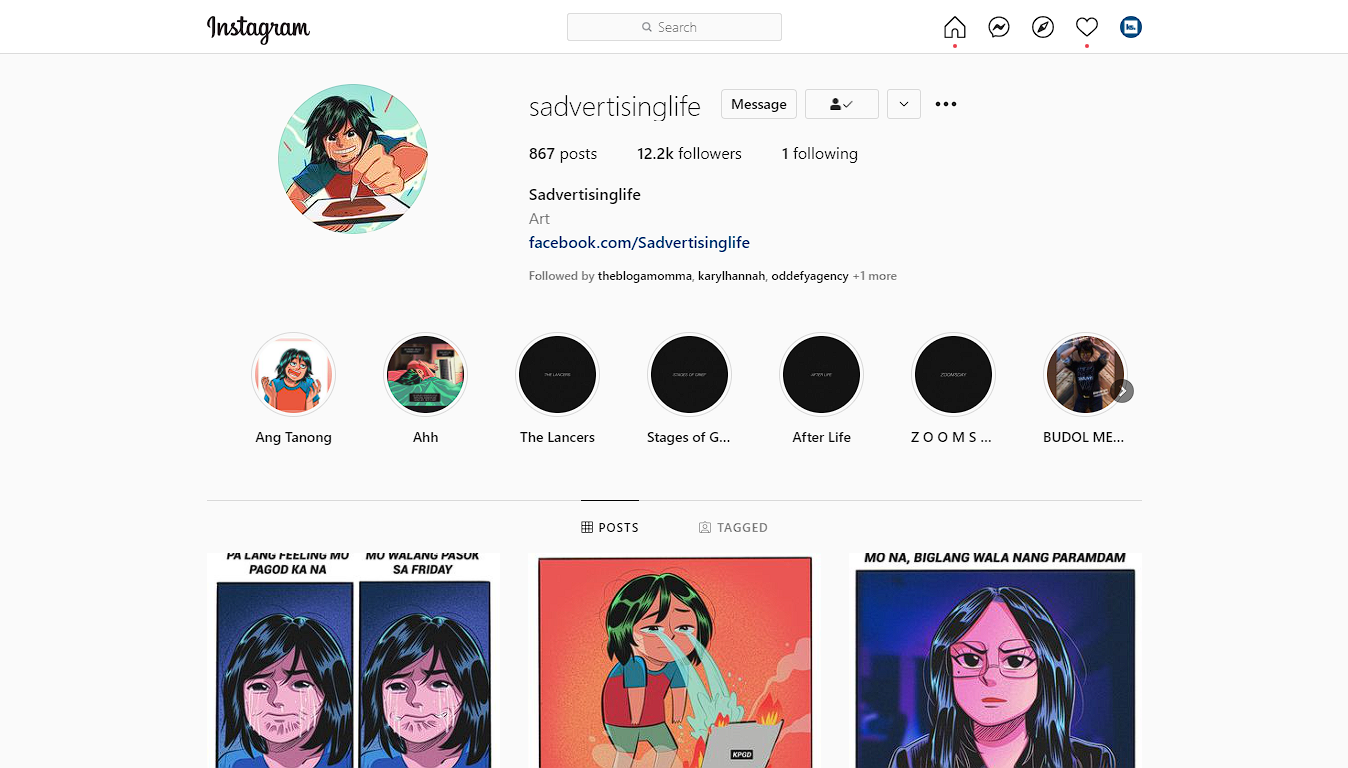 Instagram
Search
sadvertisinglife
Message
867 posts 12.2k followers 1 following
Sadvertisinglife
Art
facebook.com/Sadvertisinglife
Followed by theblogamomma, karylhannah, oddefyagency +1 more
THE LANCERS
STAGES OF GRIEF
AFTER LIFE
ZOOMSDAY
Ang Tanong
Ahh
The Lancers
Stages of G...
After Life
Z O O M S ...
BUDOL ME...
POSTS
TAGGED
PA LANG FEELING MO
PAGOD KA NA
MO WALANG PASUK
SA FRIDAY
KPGD
MO NA, BIGLANG WALA NANG PARAMDAM